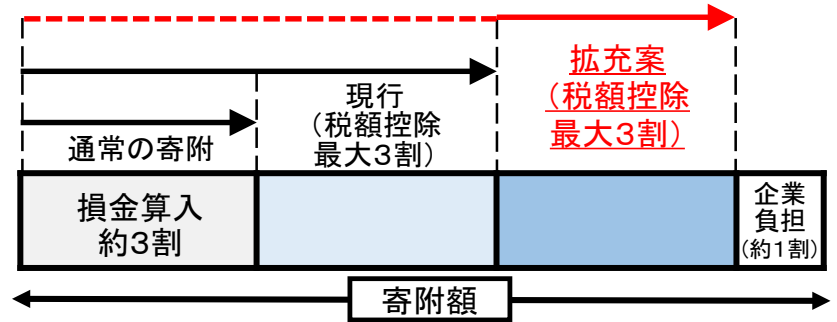 拡充案
（税額控除
最大3割）
現行
（税額控除
最大3割）
通常の寄附
損金算入
約3割
企業
負担
(約1割)
寄附額